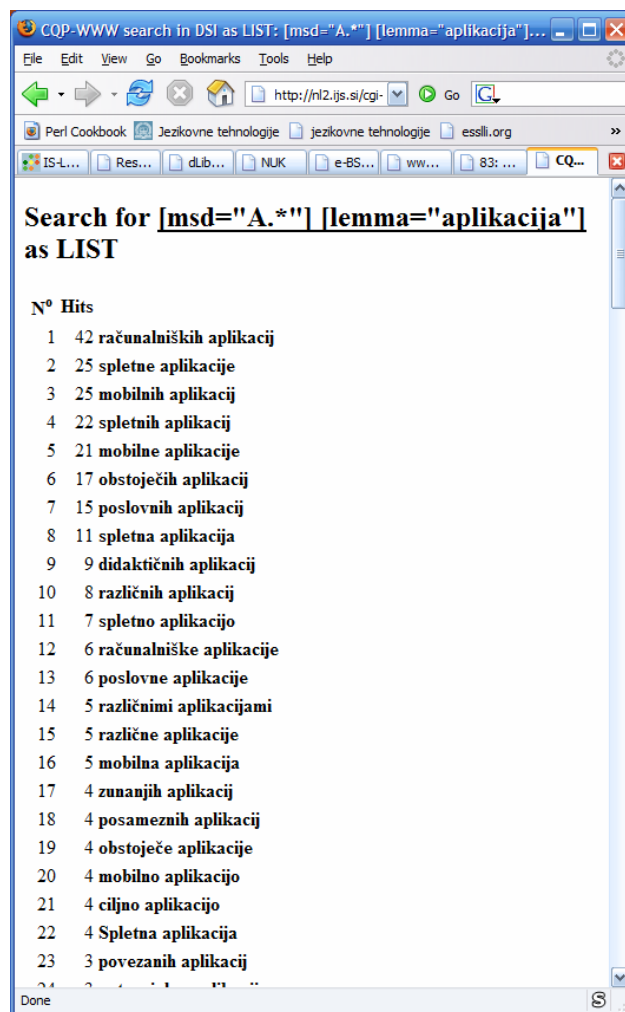 CQP-WWW search in DSI as LIST: [msd="A.*"] [lemma="aplikacija"]...
File Edit View Go Bookmarks Tools Help
http://nl2.ijs.si/cgi- Go G
Perl Cookbook Jezikovne tehnologije jezikovne tehnologije esslli.org »
IS-L... Res... dLib... NUK e-BS... ww... 83: ... CQ...
Search for [msd="A.*"] [lemma="aplikacija"]
as LIST
Nº Hits
1 42 računalniških aplikacij
2 25 spletne aplikacije
3 25 mobilnih aplikacij
4 22 spletnih aplikacij
5 21 mobilne aplikacije
6 17 obstoječih aplikacij
7 15 poslovnih aplikacij
8 11 spletna aplikacija
9 9 didaktičnih aplikacij
10 8 različnih aplikacij
11 7 spletno aplikacijo
12 6 računalniške aplikacije
13 6 poslovne aplikacije
14 5 različnimi aplikacijami
15 5 različne aplikacije
16 5 mobilna aplikacija
17 4 zunanjih aplikacij
18 4 posameznih aplikacij
19 4 obstoječe aplikacije
20 4 mobilno aplikacijo
21 4 ciljno aplikacijo
22 4 Spletna aplikacija
23 3 povezanih aplikacij
Done